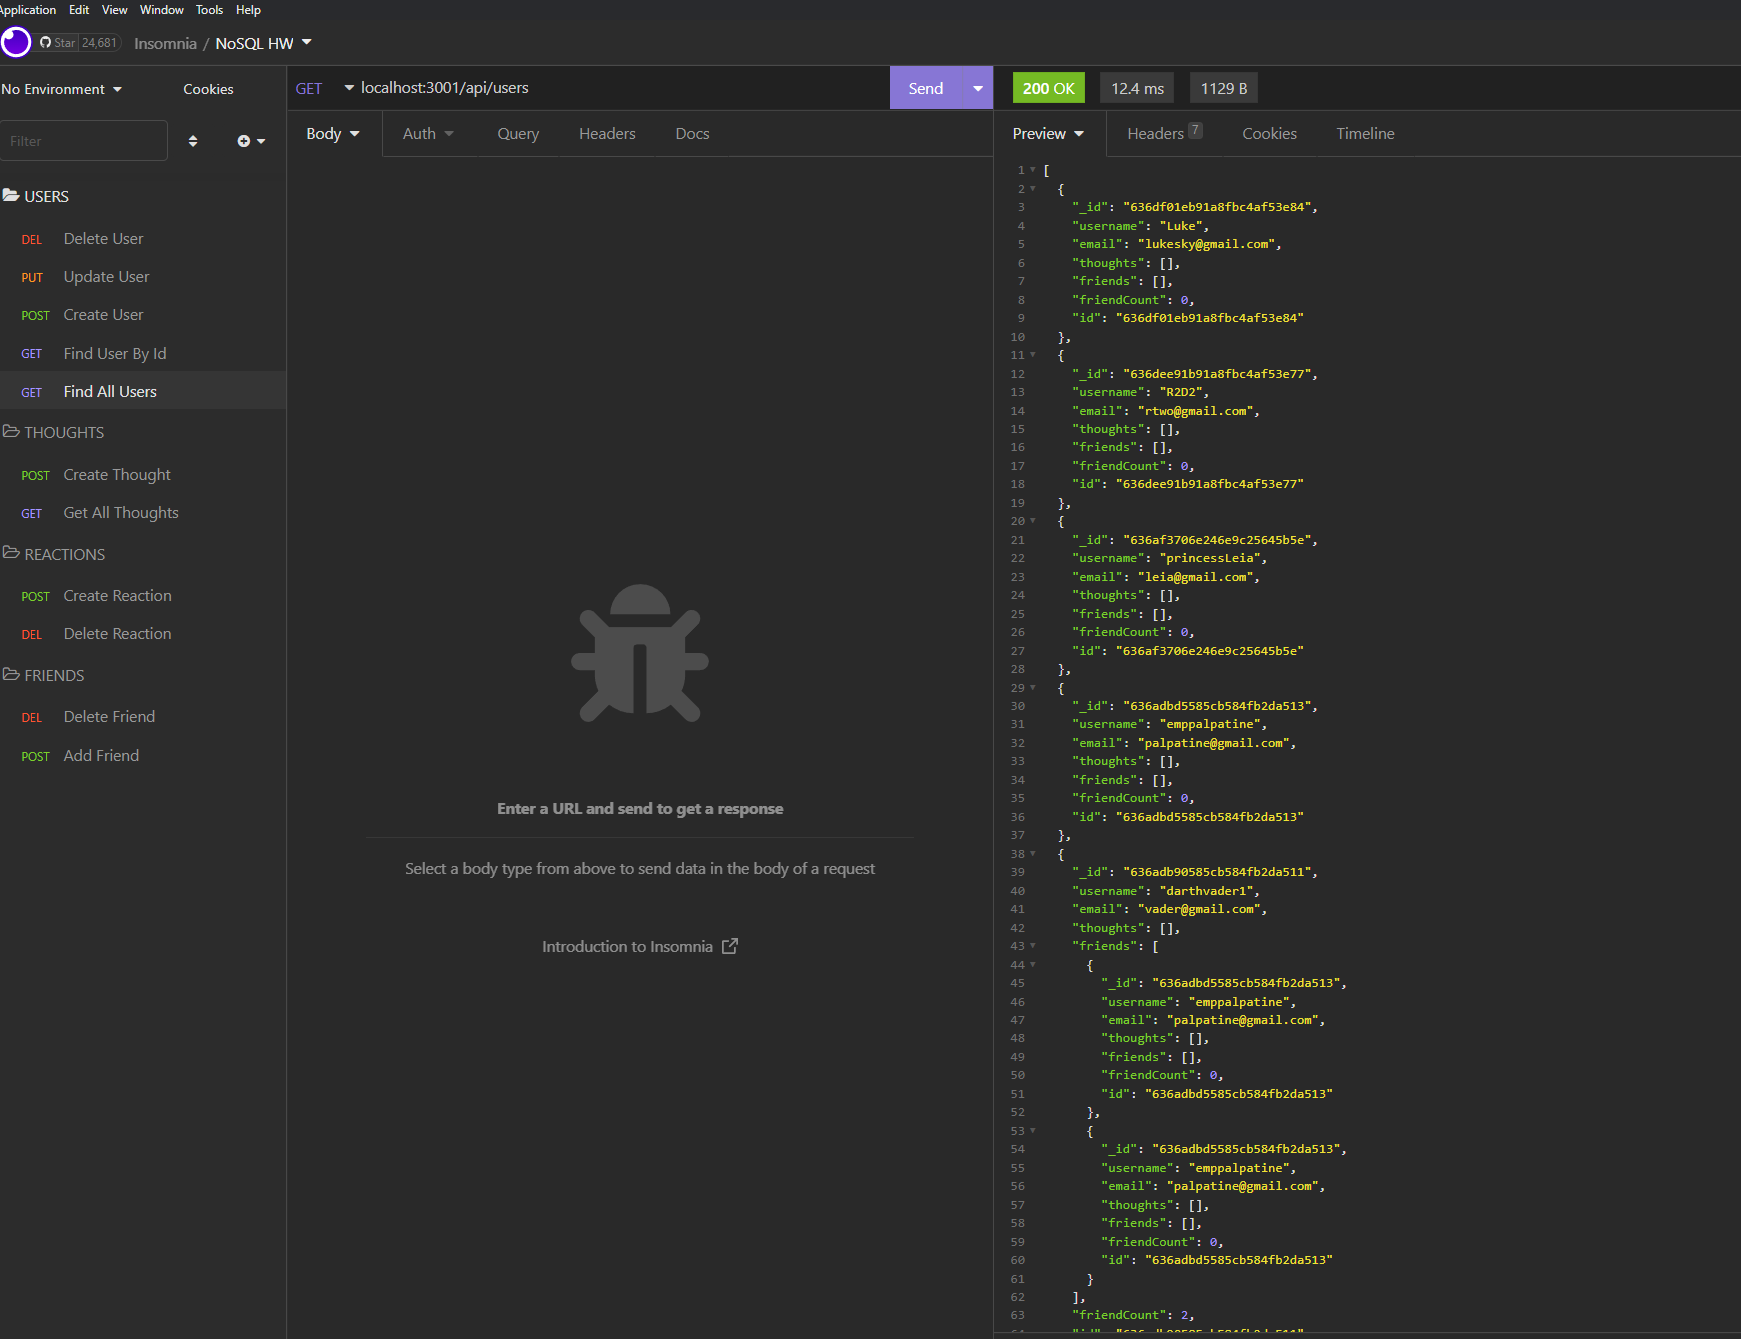 Application Edit View Window Tools Help
Star 24,681 Insomnia / NoSQL HW
No Environment Cookies
Filter
USERS
DEL Delete User
PUT Update User
POST Create User
GET Find User By Id
GET Find All Users
THOUGHTS
POST Create Thought
GET Get All Thoughts
REACTIONS
POST Create Reaction
DEL Delete Reaction
FRIENDS
DEL Delete Friend
POST Add Friend
GET localhost:3001/api/users Send
Body Auth Query Headers Docs
Enter a URL and send to get a response
Select a body type from above to send data in the body of a request
Introduction to Insomnia
200 OK 12.4 ms 1129 B
Preview Headers 7 Cookies Timeline
1 [
2 {
3 "_id": "636df01eb91a8fbc4af53e84",
4 "username": "Luke",
5 "email": "lukesky@gmail.com",
6 "thoughts": [],
7 "friends": [],
8 "friendCount": 0,
9 "id": "636df01eb91a8fbc4af53e84"
10 },
11 {
12 "_id": "636dee91b91a8fbc4af53e77",
13 "username": "R2D2",
14 "email": "rtwo@gmail.com",
15 "thoughts": [],
16 "friends": [],
17 "friendCount": 0,
18 "id": "636dee91b91a8fbc4af53e77"
19 },
20 {
21 "_id": "636af3706e246e9c25645b5e",
22 "username": "princessLeia",
23 "email": "leia@gmail.com",
24 "thoughts": [],
25 "friends": [],
26 "friendCount": 0,
27 "id": "636af3706e246e9c25645b5e"
28 },
29 {
30 "_id": "636adbd5585cb584fb2da513",
31 "username": "emppalpatine",
32 "email": "palpatine@gmail.com",
33 "thoughts": [],
34 "friends": [],
35 "friendCount": 0,
36 "id": "636adbd5585cb584fb2da513"
37 },
38 {
39 "_id": "636adb90585cb584fb2da511",
40 "username": "darthvader1",
41 "email": "vader@gmail.com",
42 "thoughts": [],
43 "friends": [
44 {
45 "_id": "636adbd5585cb584fb2da513",
46 "username": "emppalpatine",
47 "email": "palpatine@gmail.com",
48 "thoughts": [],
49 "friends": [],
50 "friendCount": 0,
51 "id": "636adbd5585cb584fb2da513"
52 },
53 {
54 "_id": "636adbd5585cb584fb2da513",
55 "username": "emppalpatine",
56 "email": "palpatine@gmail.com",
57 "thoughts": [],
58 "friends": [],
59 "friendCount": 0,
60 "id": "636adbd5585cb584fb2da513"
61 }
62 ],
63 "friendCount": 2,